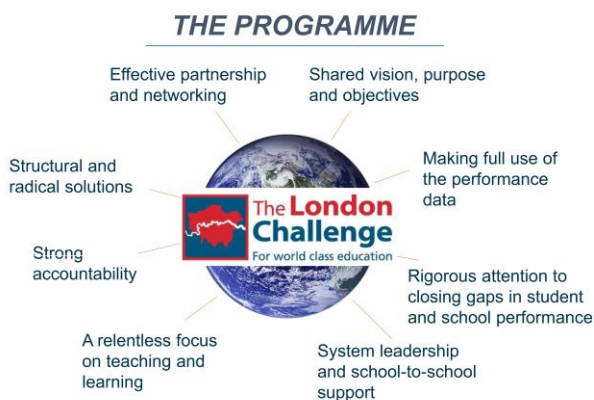 THE PROGRAMME
Effective partnership
and networking
Shared vision, purpose
and objectives
Structural and
radical solutions
Making full use of
the performance
data
The London
Challenge
For world class education
Strong
accountability
Rigorous attention to
closing gaps in student
and school performance
A relentless focus
on teaching and
learning
System leadership
and school-to-school
support